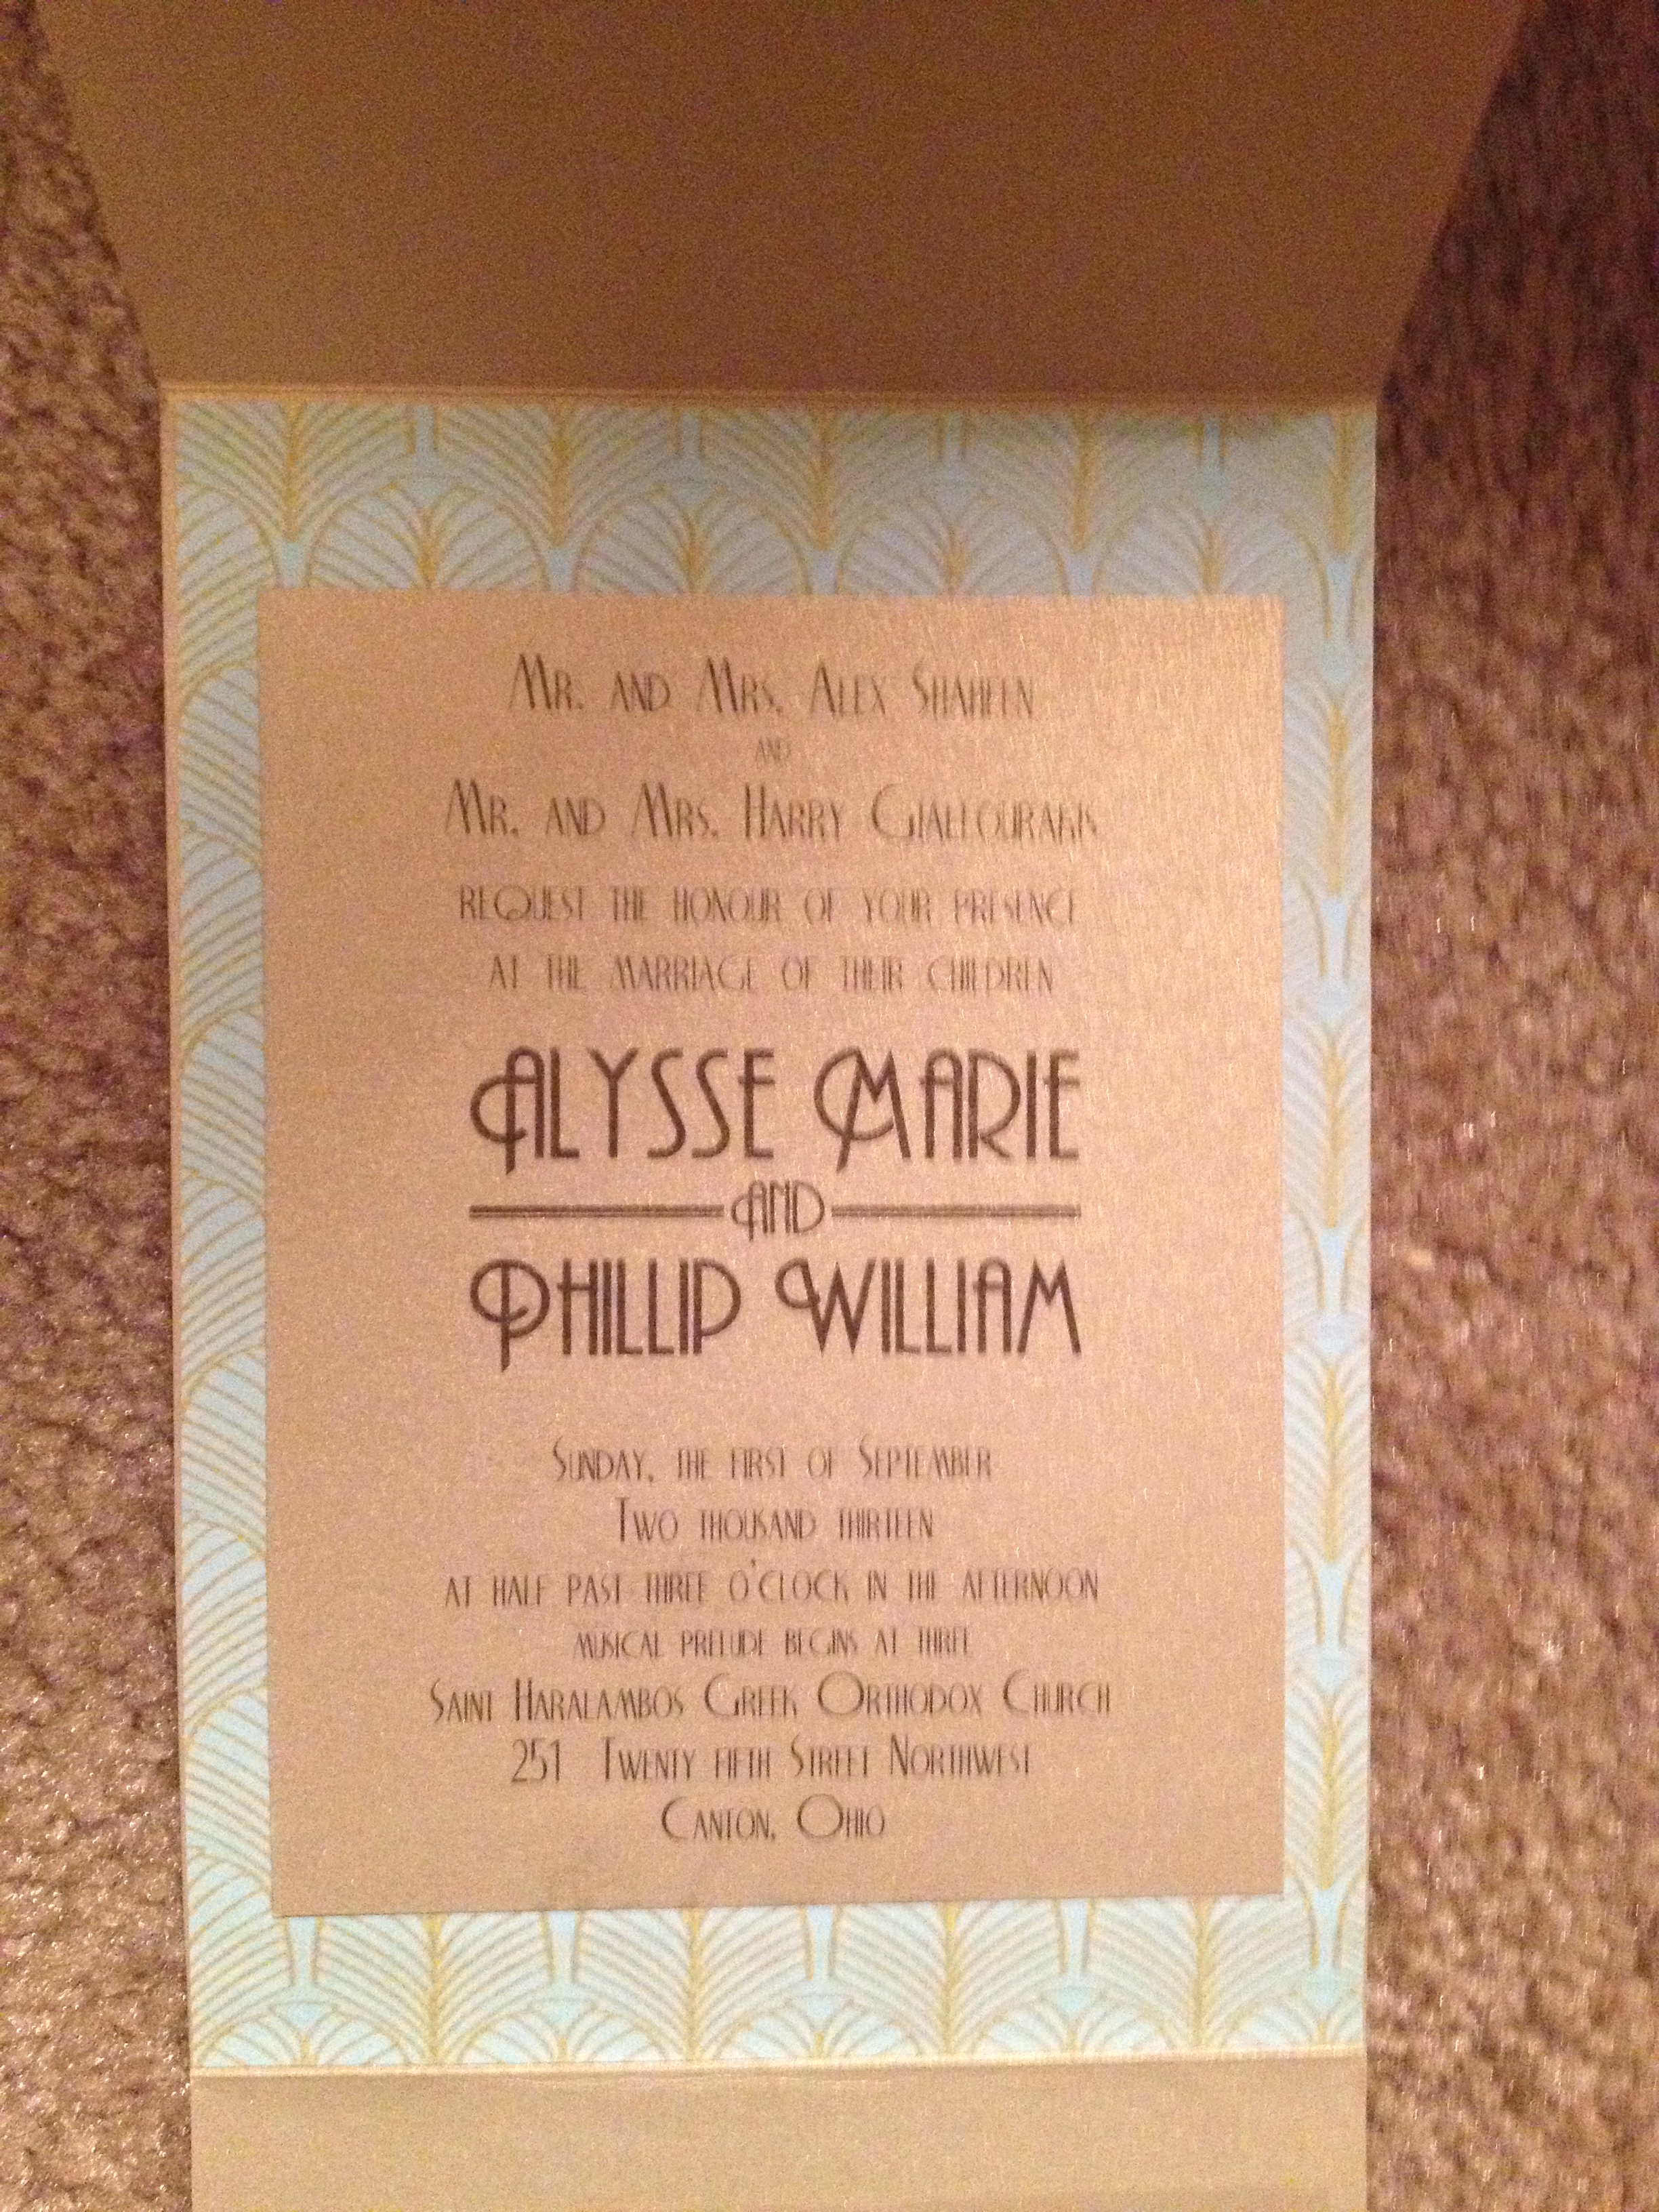 Mr. and Mrs. Alex Shaheen
and
Mr. and Mrs. Harry Giallourakis
request the honour of your presence
at the marriage of their children
Alysse Marie
and
Phillip William
Sunday, the first of September
Two thousand thirteen
at half past three o'clock in the afternoon
musical prelude begins at three
Saint Haralambos Greek Orthodox Church
251 Twenty fifth Street Northwest
Canton, Ohio